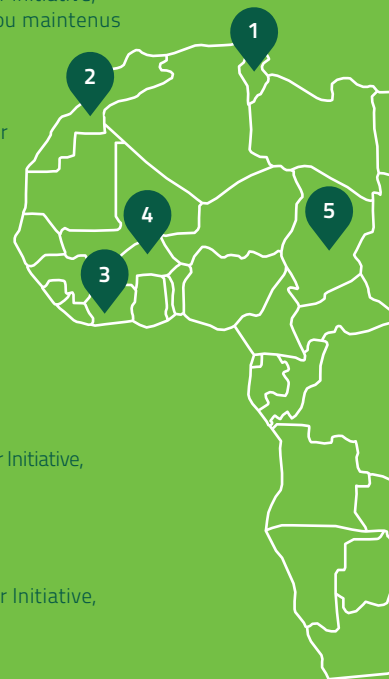 r Initiative,
ou maintenus
r
r Initiative,
r Initiative,
1
2
4
5
3